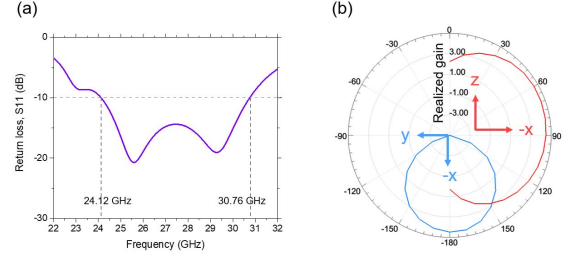 (a)
0
-10
-20
-30
Return loss, S11 (dB)
24.12 GHz
30.76 GHz
22 23 24 25 26 27 28 29 30 31 32
Frequency (GHz)
(b)
0
-30
30
-60
60
-90
90
-120
120
-150
150
-180
Realized gain
3.00
1.00
-1.00
-3.00
z
-x
y
-x